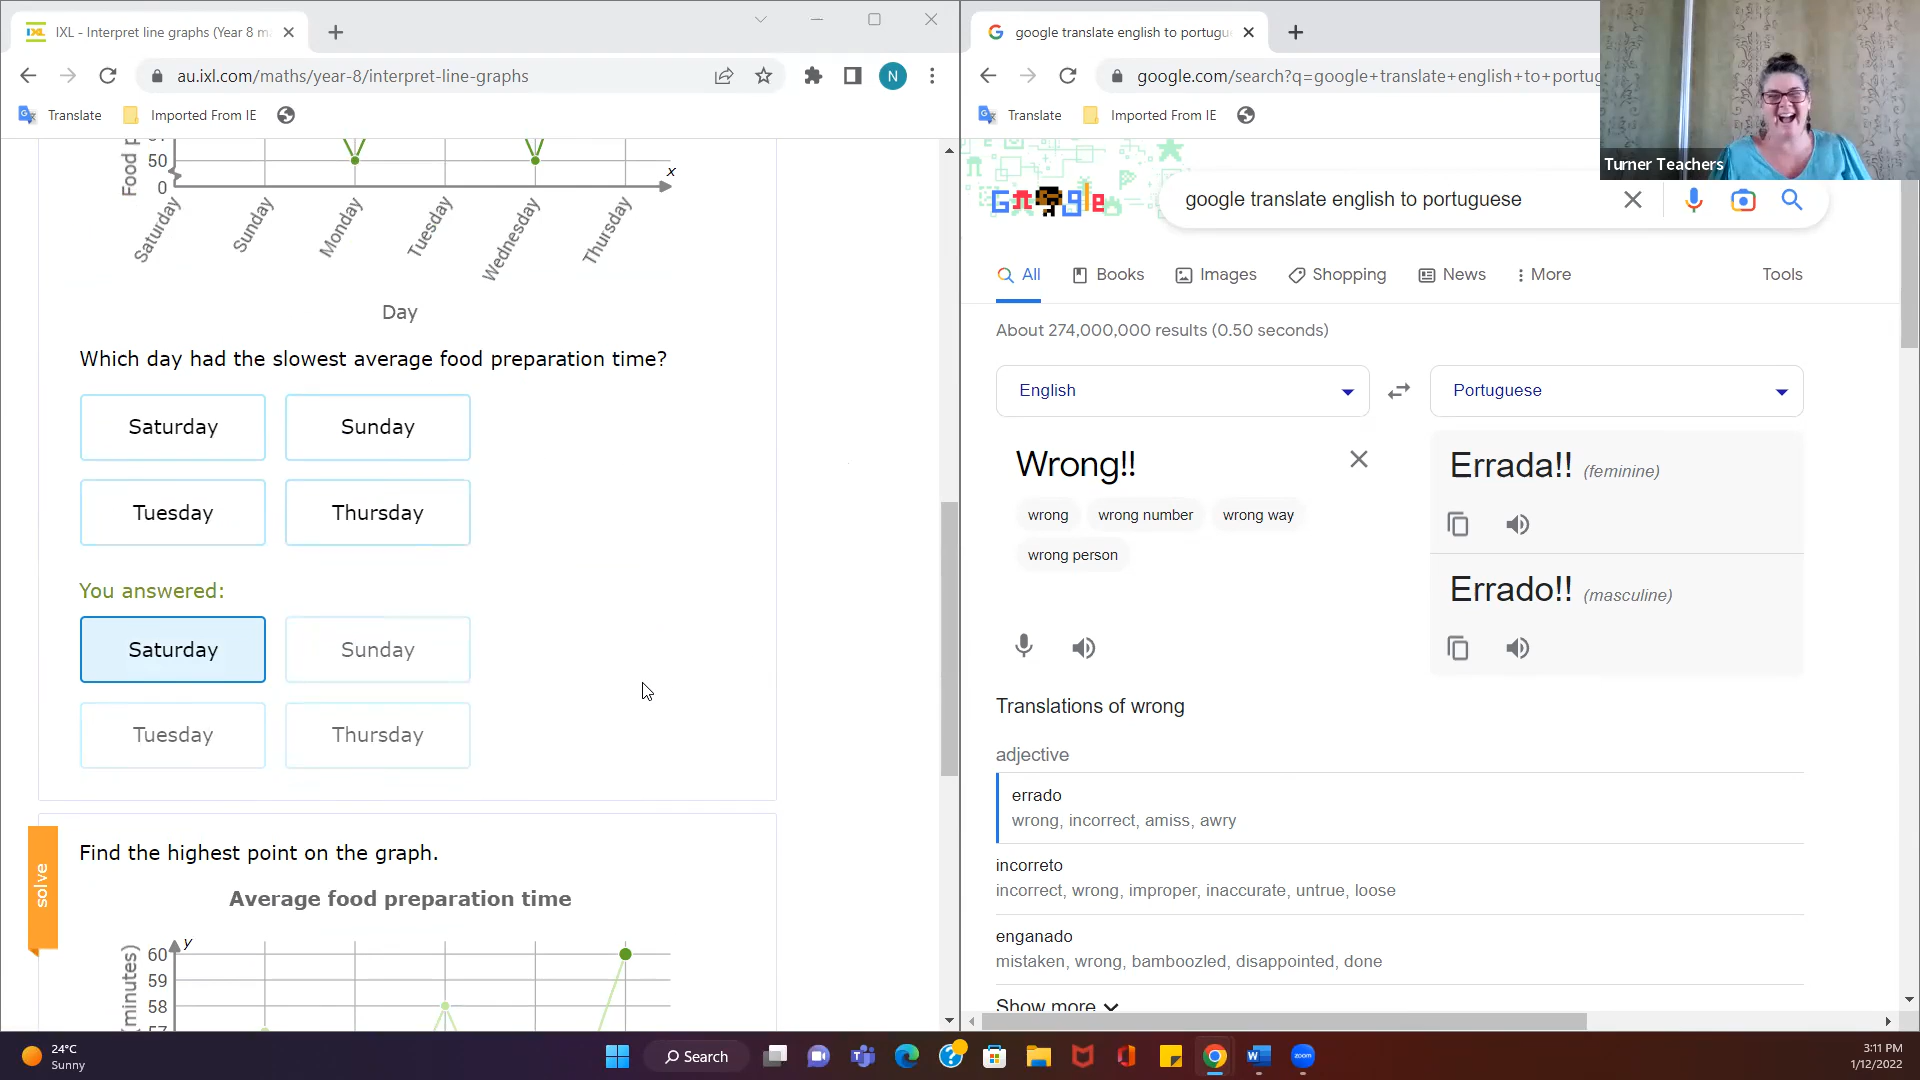 IXL - Interpret line graphs (Year 8 m
au.ixl.com/maths/year-8/interpret-line-graphs
N
Translate
Imported From IE
Food p
50
0
x
Saturday
Sunday
Monday
Tuesday
Wednesday
Thursday
Day
Which day had the slowest average food preparation time?
Saturday
Sunday
Tuesday
Thursday
You answered:
Saturday
Sunday
Tuesday
Thursday
solve
Find the highest point on the graph.
Average food preparation time
y
(minutes)
60
59
58
57
google translate english to portugu
google.com/search?q=google+translate+english+to+portug
Translate
Imported From IE
Turner Teachers
Google
google translate english to portuguese
All
Books
Images
Shopping
News
More
Tools
About 274,000,000 results (0.50 seconds)
English
Portuguese
Wrong!!
wrong
wrong number
wrong way
wrong person
Errada!! (feminine)
Errado!! (masculine)
Translations of wrong
adjective
errado
wrong, incorrect, amiss, awry
incorreto
incorrect, wrong, improper, inaccurate, untrue, loose
enganado
mistaken, wrong, bamboozled, disappointed, done
Show more
24°C
Sunny
Search
zoom
3:11 PM
1/12/2022